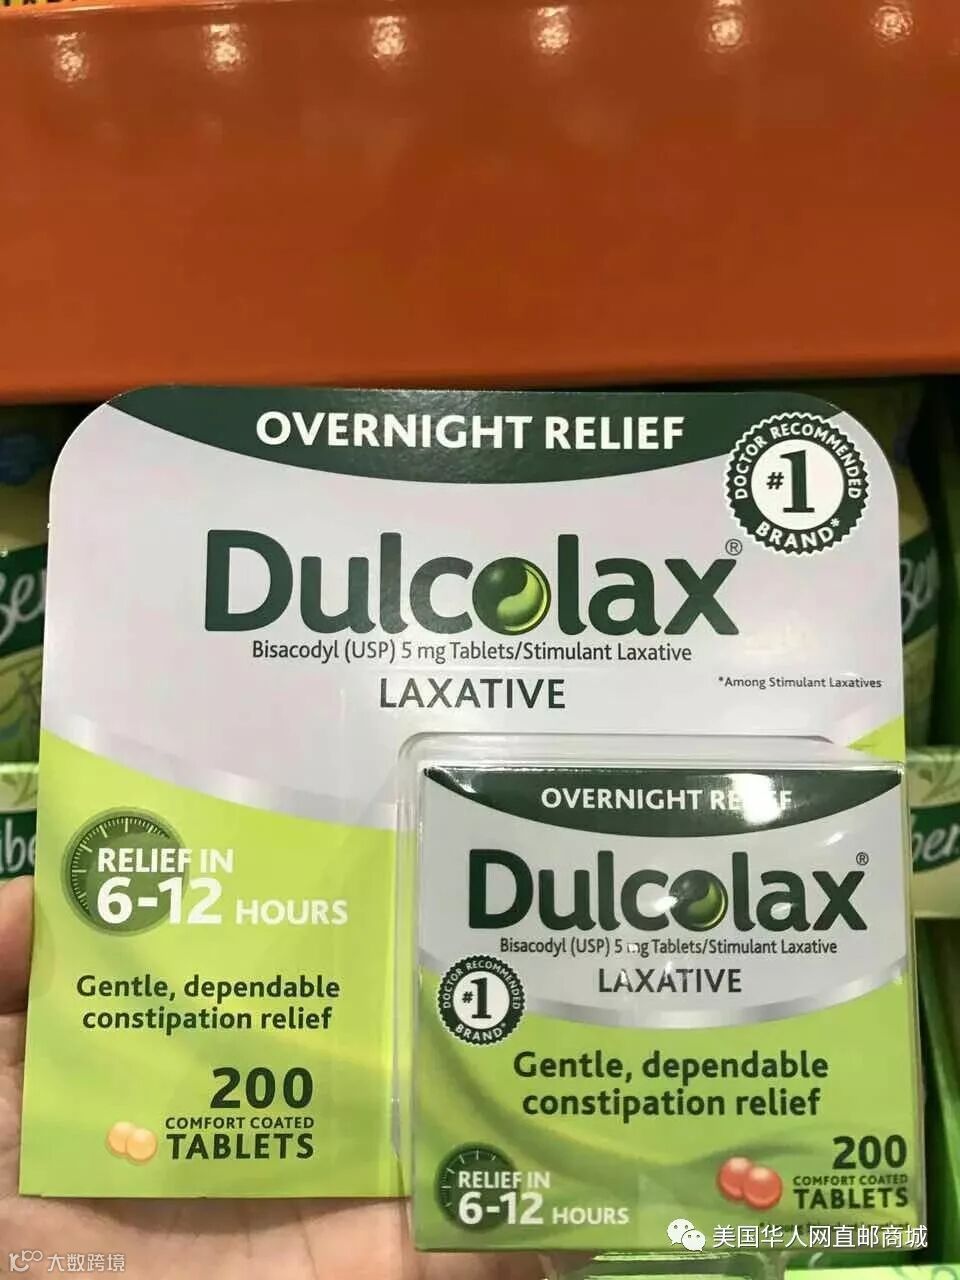 OVERNIGHT RELIEF
DOCTOR RECOMMENDED
#1
BRAND*
Dulcolax®
Bisacodyl (USP) 5 mg Tablets/Stimulant Laxative
*Among Stimulant Laxatives
LAXATIVE
RELIEF IN
6-12 HOURS
Gentle, dependable
constipation relief
200
COMFORT COATED
TABLETS
OVERNIGHT RELIEF
Dulcolax®
Bisacodyl (USP) 5 mg Tablets/Stimulant Laxative
LAXATIVE
DOCTOR RECOMMENDED
#1
BRAND*
Gentle, dependable
constipation relief
200
COMFORT COATED
TABLETS
RELIEF IN
6-12 HOURS
美国华人网直邮商城
大数跨境